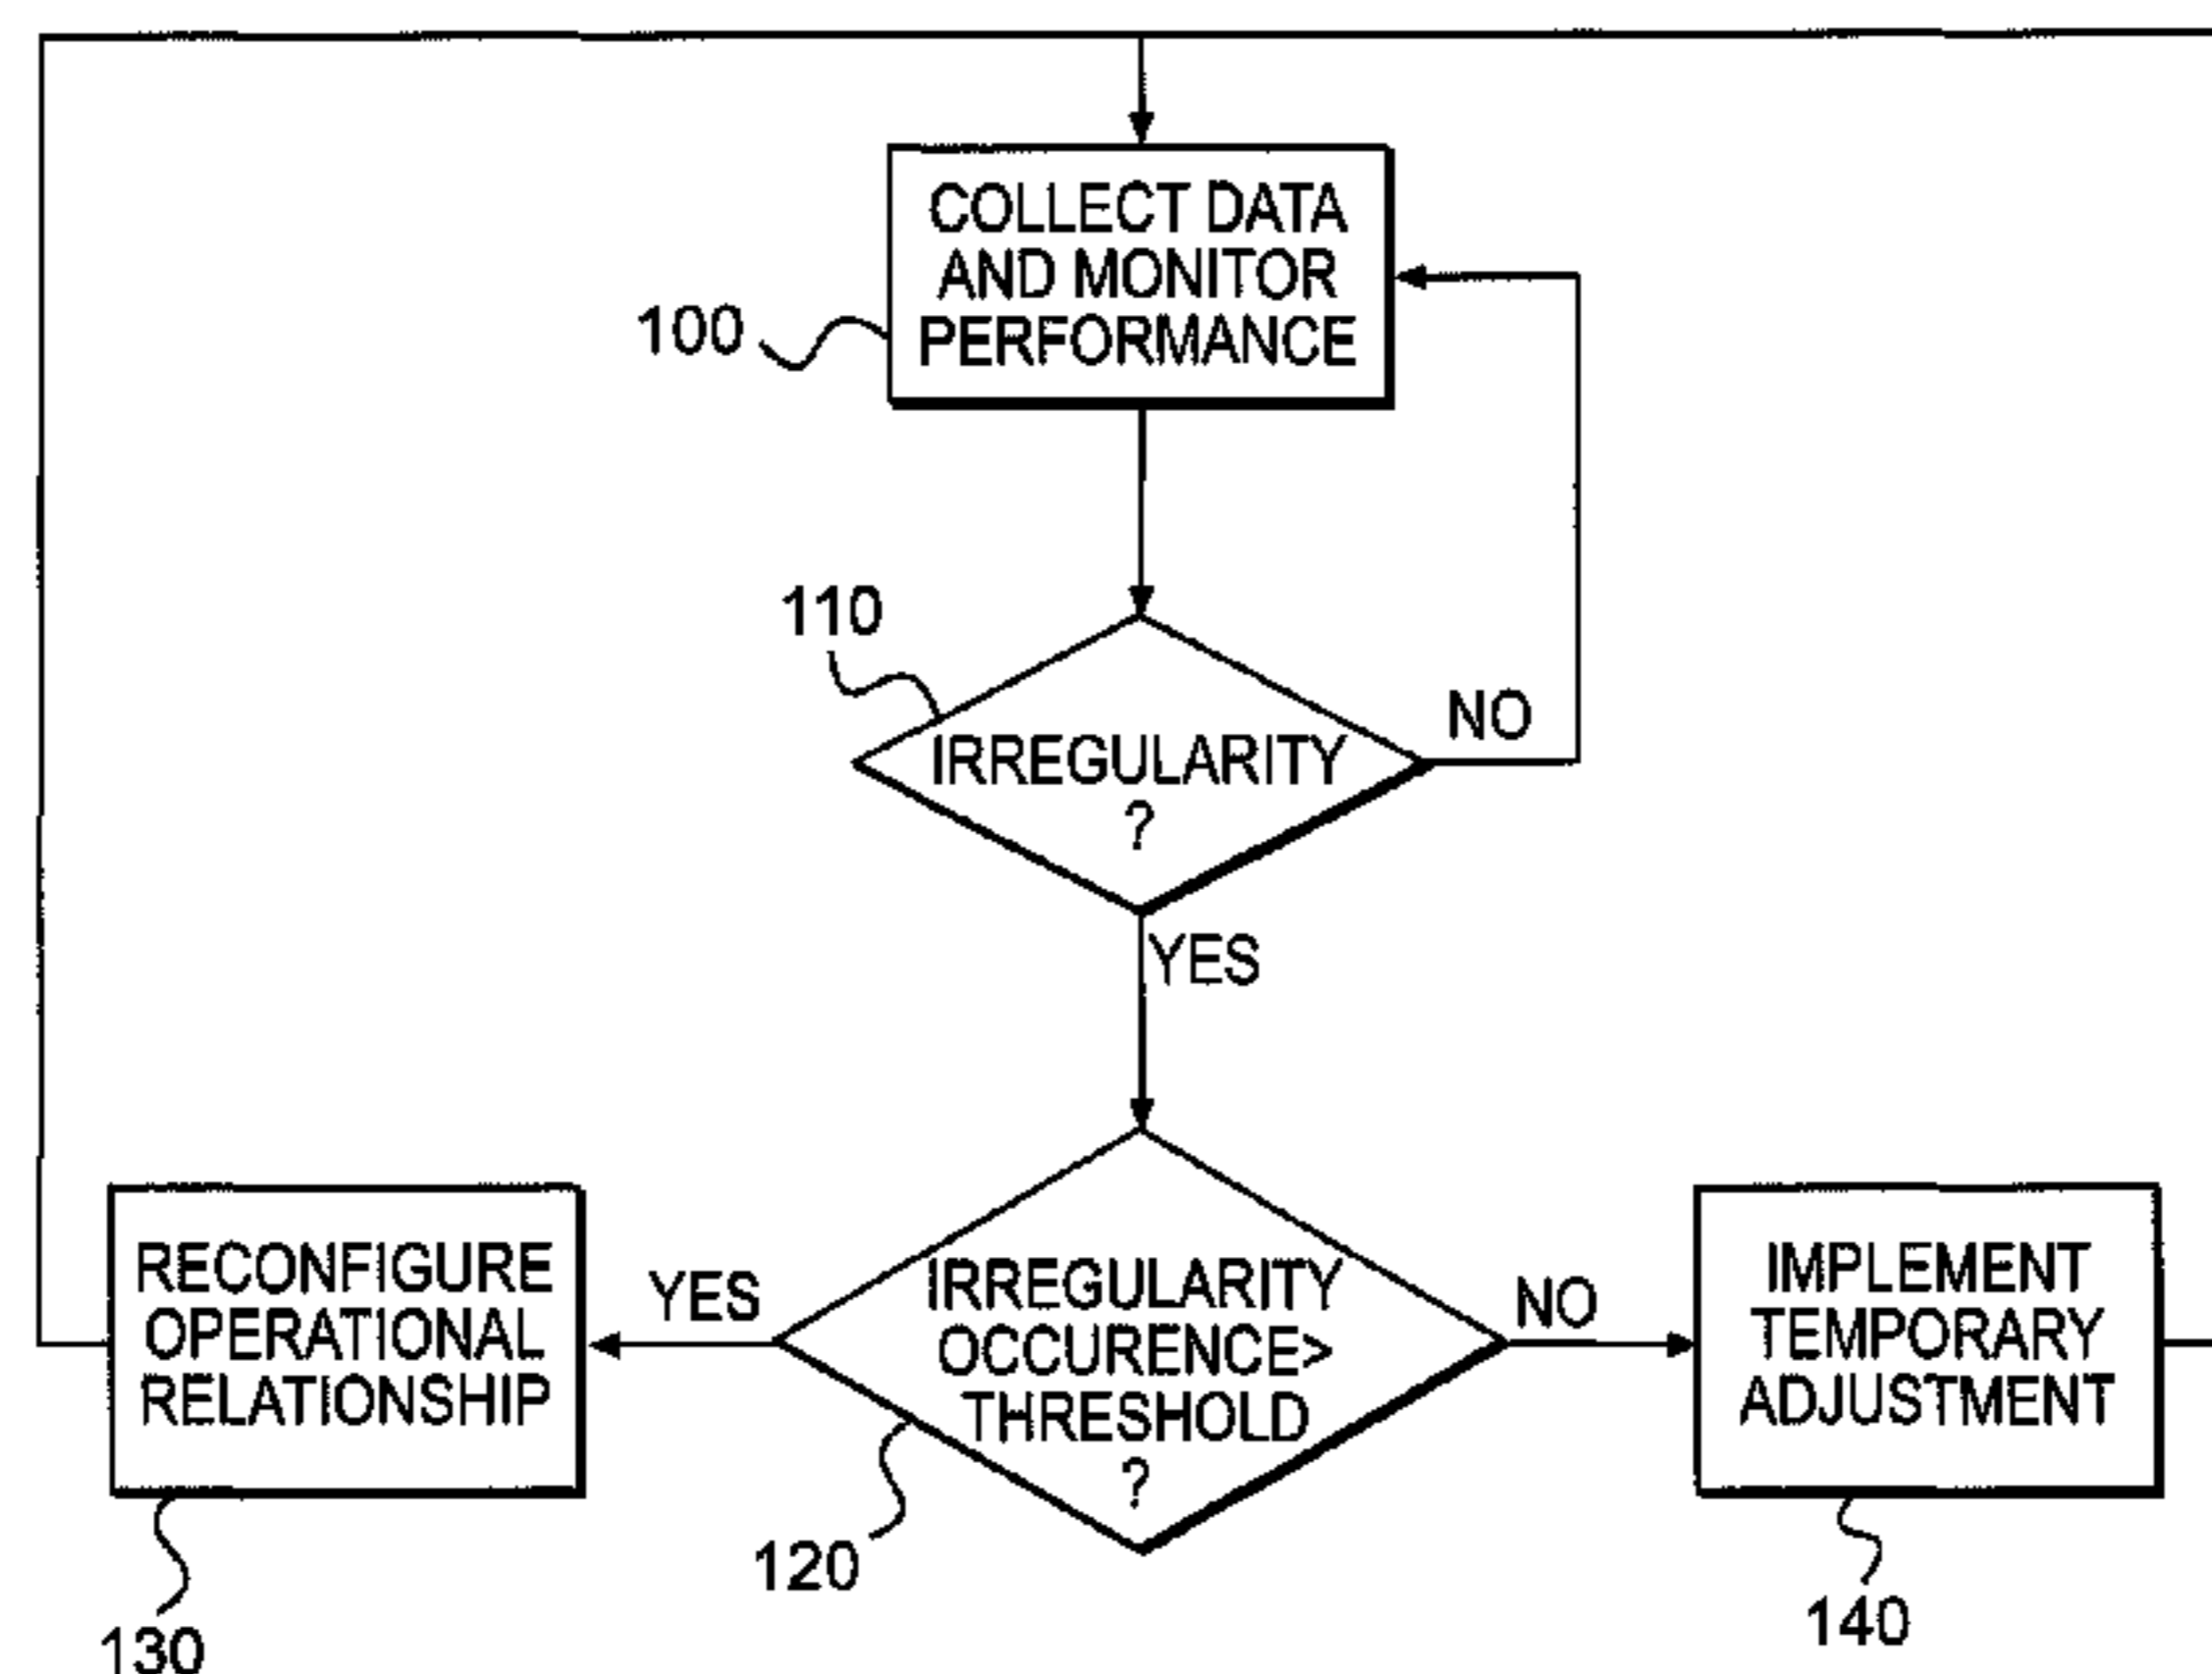 COLLECT DATA
AND MONITOR
PERFORMANCE
100
110
IRREGULARITY
?
NO
YES
RECONFIGURE
OPERATIONAL
RELATIONSHIP
YES
IRREGULARITY
OCCURENCE>
THRESHOLD
?
NO
IMPLEMENT
TEMPORARY
ADJUSTMENT
120
130
140